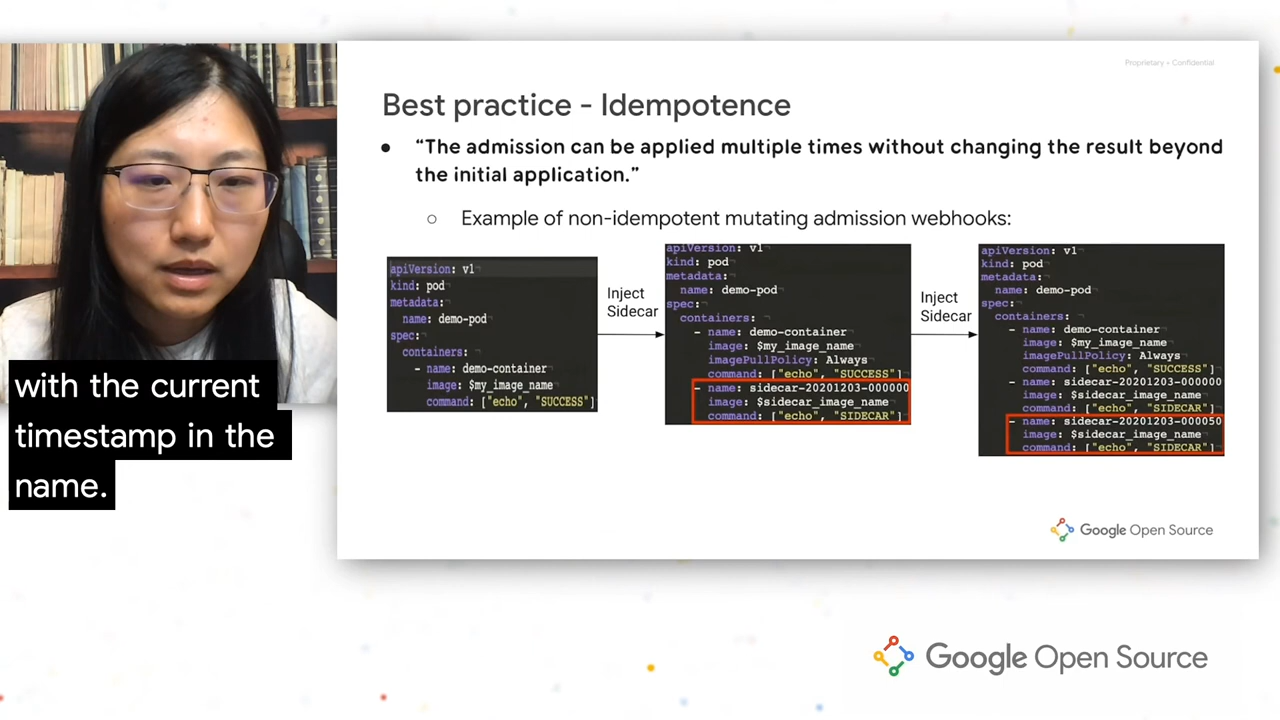 Proprietary + Confidential
Best practice - Idempotence
● “The admission can be applied multiple times without changing the result beyond
the initial application.”
○ Example of non-idempotent mutating admission webhooks:
apiVersion: v1
kind: pod
metadata:
name: demo-pod
spec:
containers:
- name: demo-container
image: $my_image_name
command: ["echo", "SUCCESS"]
Inject
Sidecar
apiVersion: v1
kind: pod
metadata:
name: demo-pod
spec:
containers:
- name: demo-container
image: $my_image_name
imagePullPolicy: Always
command: ["echo", "SUCCESS"]
- name: sidecar-20201203-000000
image: $sidecar_image_name
command: ["echo", "SIDECAR"]
Inject
Sidecar
apiVersion: v1
kind: pod
metadata:
name: demo-pod
spec:
containers:
- name: demo-container
image: $my_image_name
imagePullPolicy: Always
command: ["echo", "SUCCESS"]
- name: sidecar-20201203-000000
image: $sidecar_image_name
command: ["echo", "SIDECAR"]
- name: sidecar-20201203-000050
image: $sidecar_image_name
command: ["echo", "SIDECAR"]
with the current
timestamp in the
name.
Google Open Source
Google Open Source